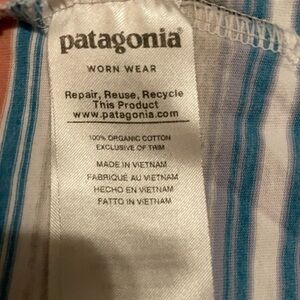 patagonia®
WORN WEAR
Repair, Reuse, Recycle
This Product
www.patagonia.com
100% ORGANIC COTTON
EXCLUSIVE OF TRIM
MADE IN VIETNAM
FABRIQUÉ AU VIETNAM
HECHO EN VIETNAM
FATTO IN VIETNAM